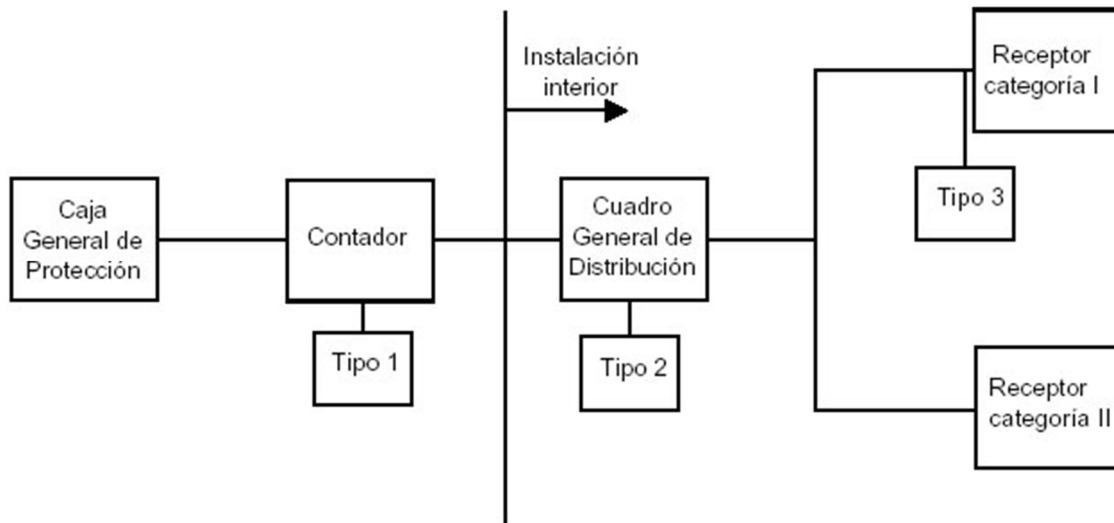 Instalación
interior
Receptor
categoría I
Caja
General de
Protección
Contador
Cuadro
General de
Distribución
Tipo 3
Tipo 1
Tipo 2
Receptor
categoría II